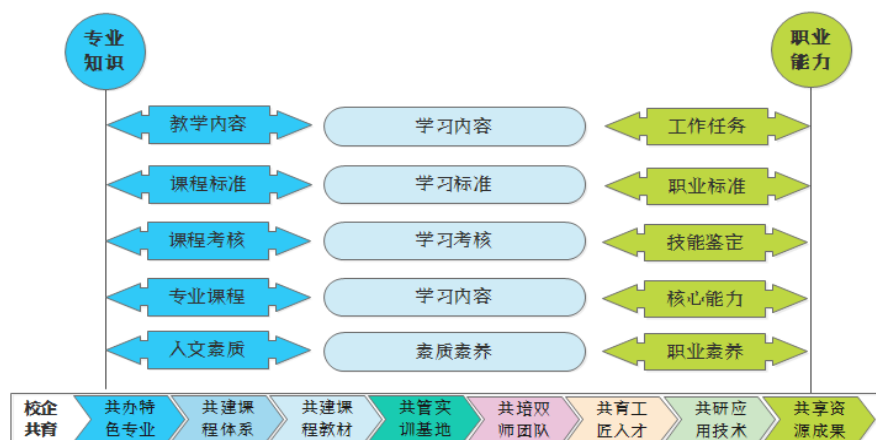 专业
知识
职业
能力
教学内容
学习内容
工作任务
课程标准
学习标准
职业标准
课程考核
学习考核
技能鉴定
专业课程
学习内容
核心能力
人文素质
素质素养
职业素养
校企
共育
共办特
色专业
共建课
程体系
共建课
程教材
共管实
训基地
共培双
师团队
共育工
匠人才
共研应
用技术
共享资
源成果